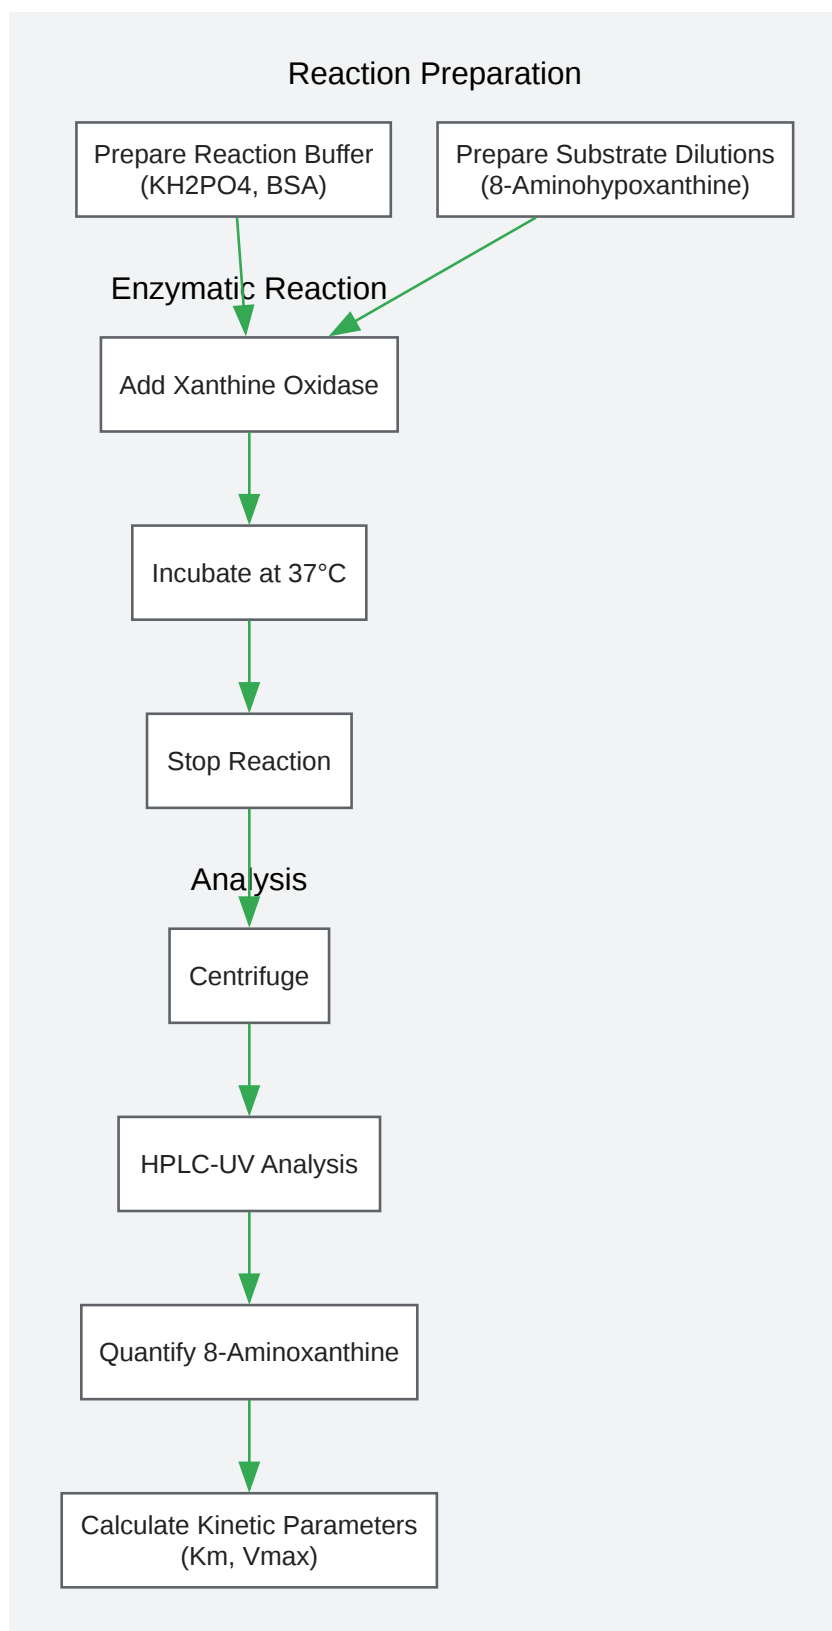 Reaction Preparation
Prepare Reaction Buffer
(KH2PO4, BSA)
Prepare Substrate Dilutions
(8-Aminohypoxanthine)
Enzymatic Reaction
Add Xanthine Oxidase
Incubate at 37°C
Stop Reaction
Analysis
Centrifuge
HPLC-UV Analysis
Quantify 8-Aminoxanthine
Calculate Kinetic Parameters
(Km, Vmax)